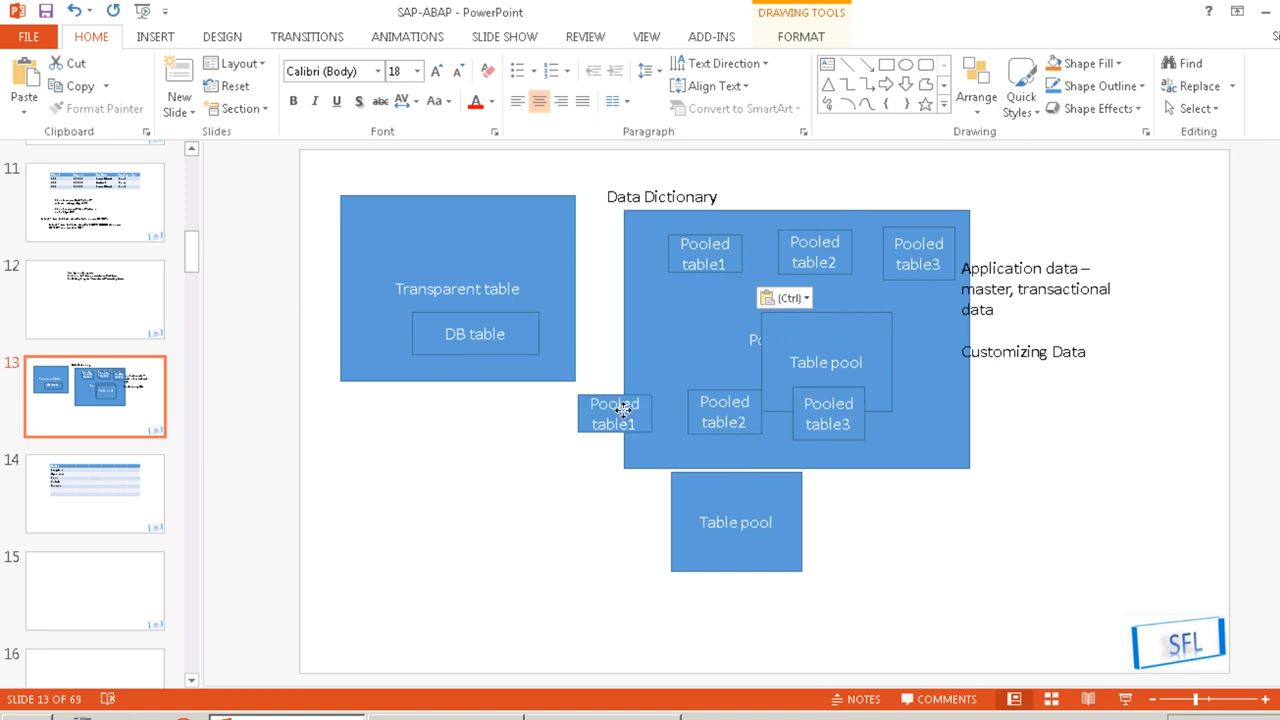 SAP-ABAP - PowerPoint
DRAWING TOOLS
?
FILE
HOME
INSERT
DESIGN
TRANSITIONS
ANIMATIONS
SLIDE SHOW
REVIEW
VIEW
ADD-INS
FORMAT
Paste
Cut
Copy
Format Painter
Clipboard
New
Slide
Layout
Reset
Section
Slides
Calibri (Body)
18
Font
Paragraph
Text Direction
Align Text
Convert to SmartArt
Arrange
Quick
Styles
Shape Fill
Shape Outline
Shape Effects
Drawing
Find
Replace
Select
Editing
11
12
13
14
15
16
Data Dictionary
Transparent table
DB table
Pooled
table1
Pooled
table2
Pooled
table3
(Ctrl)
Table pool
Pooled
table1
Pooled
table2
Pooled
table3
Table pool
Application data –
master, transactional
data
Customizing Data
SFL
SLIDE 13 OF 69
NOTES
COMMENTS